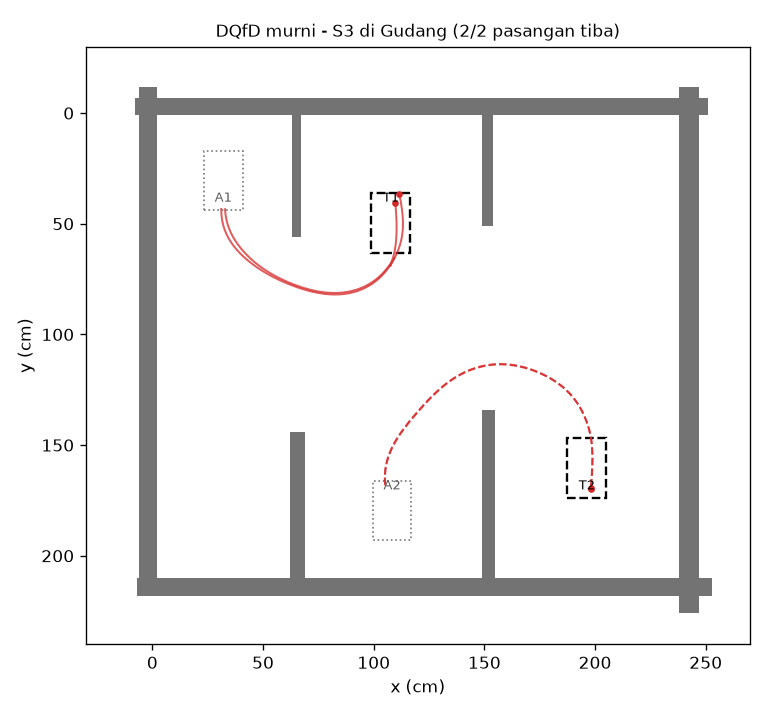 DQfD murni - S3 di Gudang (2/2 pasangan tiba)
0
50
100
150
200
y (cm)
A1
T1
A2
T2
0
50
100
150
200
250
x (cm)